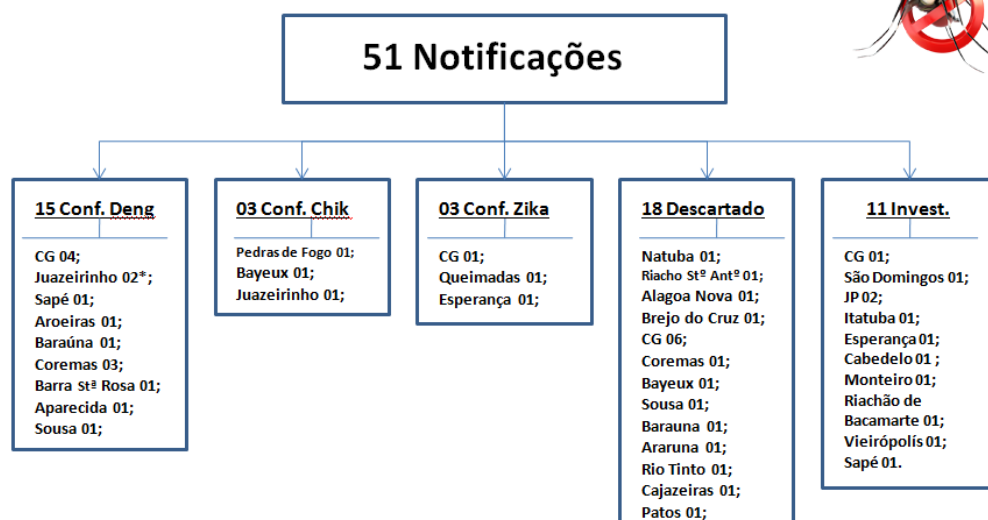 51 Notificações
15 Conf. Deng
CG 04;
Juazeirinho 02*;
Sapé 01;
Aroeiras 01;
Baraúna 01;
Coremas 03;
Barra Stª Rosa 01;
Aparecida 01;
Sousa 01;
03 Conf. Chik
Pedras de Fogo 01;
Bayeux 01;
Juazeirinho 01;
03 Conf. Zika
CG 01;
Queimadas 01;
Esperança 01;
18 Descartado
Natuba 01;
Riacho Stº Antº 01;
Alagoa Nova 01;
Brejo do Cruz 01;
CG 06;
Coremas 01;
Bayeux 01;
Sousa 01;
Barauna 01;
Araruna 01;
Rio Tinto 01;
Cajazeiras 01;
Patos 01;
11 Invest.
CG 01;
São Domingos 01;
JP 02;
Itatuba 01;
Esperança 01;
Cabedelo 01 ;
Monteiro 01;
Riachão de
Bacamarte 01;
Vieirópolís 01;
Sapé 01.